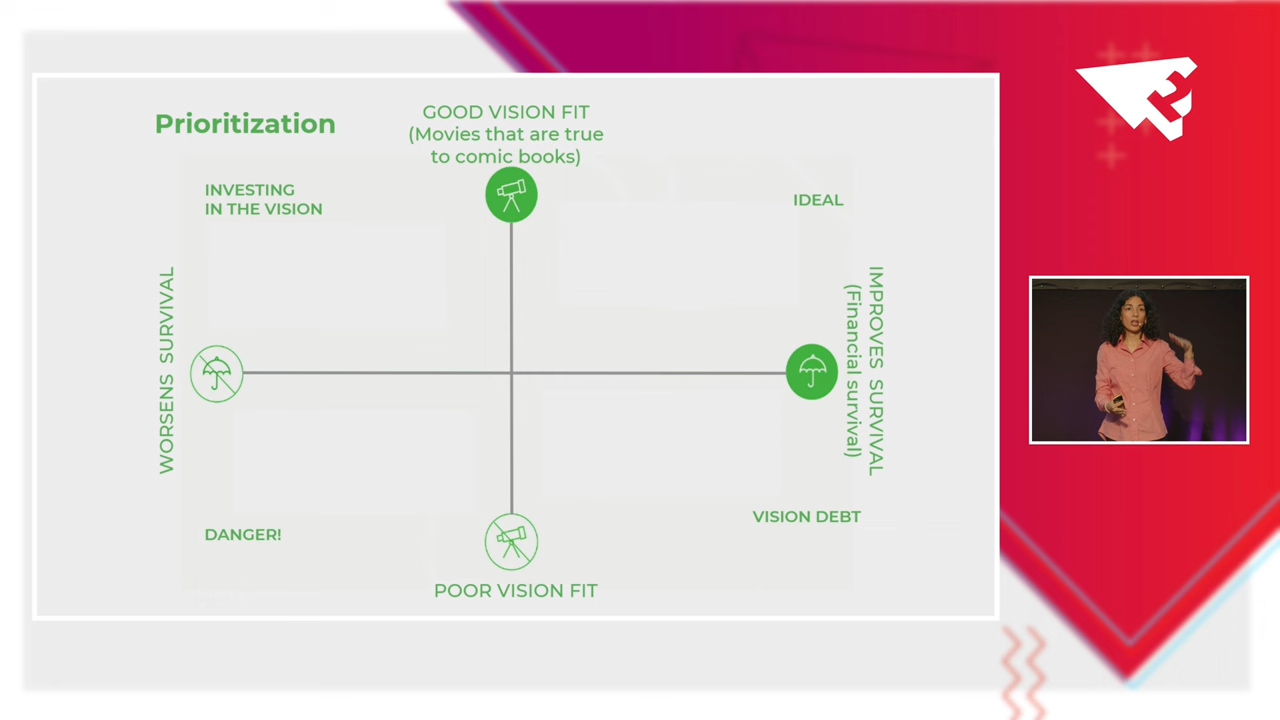 Prioritization
GOOD VISION FIT
(Movies that are true
to comic books)
INVESTING
IN THE VISION
IDEAL
WORSENS SURVIVAL
IMPROVES SURVIVAL
(Financial survival)
DANGER!
VISION DEBT
POOR VISION FIT